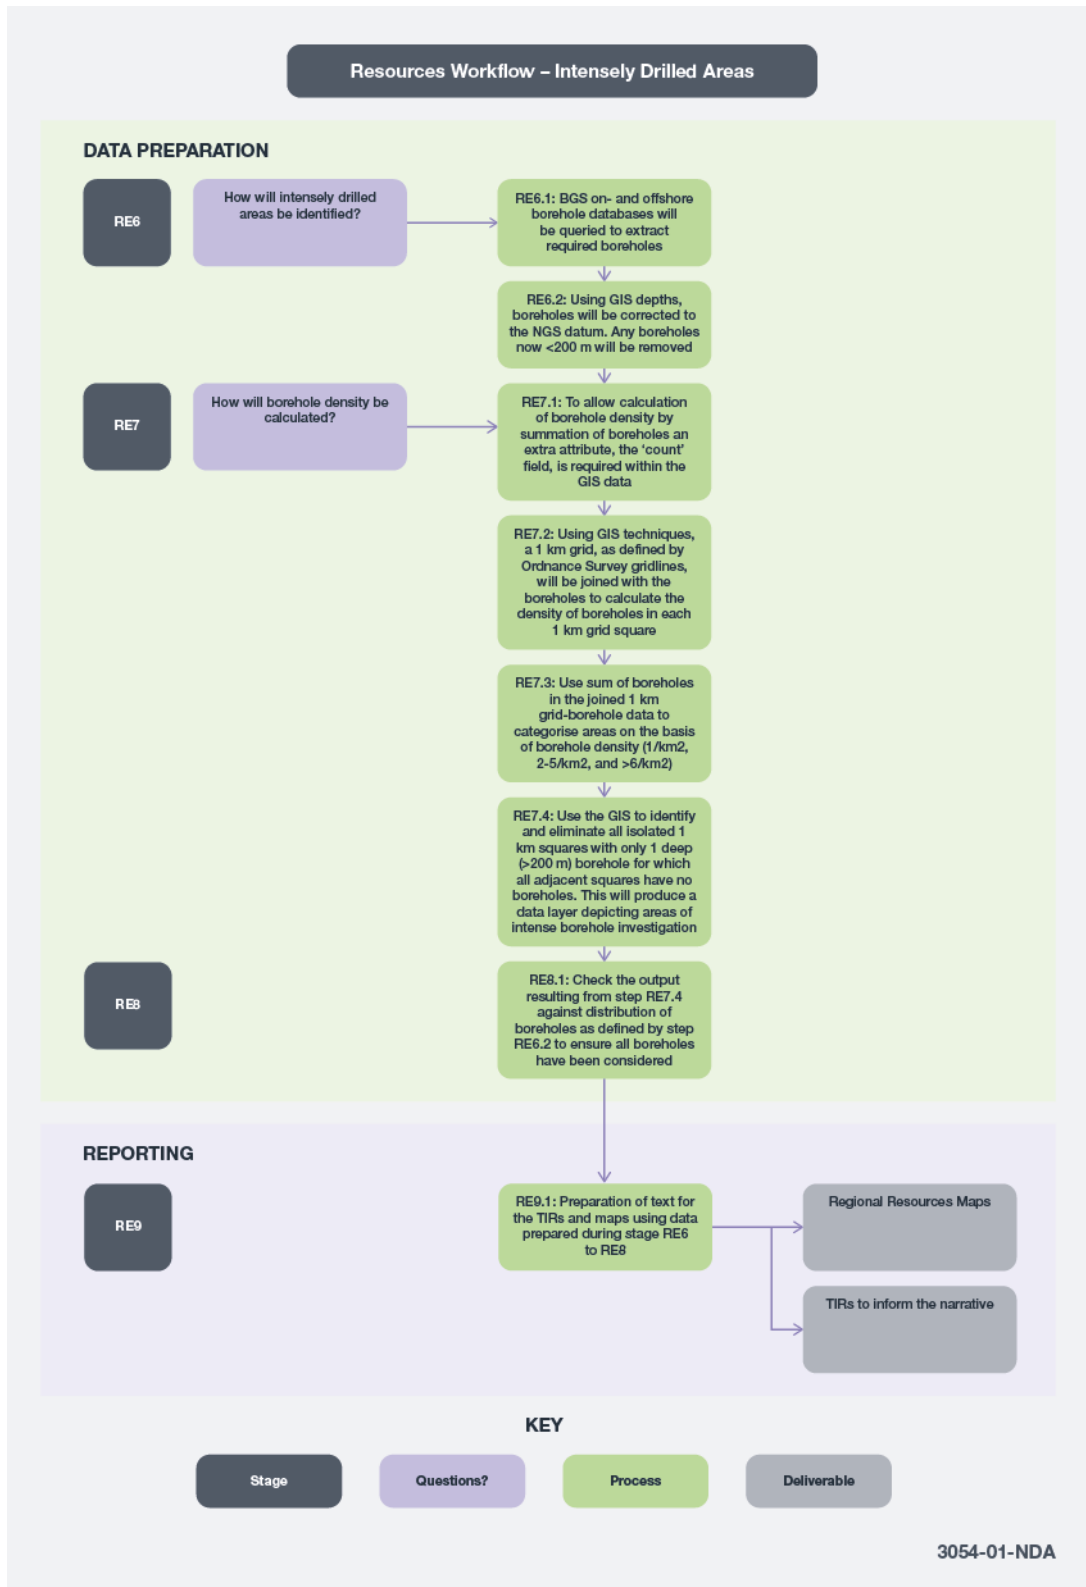 Resources Workflow – Intensely Drilled Areas
DATA PREPARATION
RE6
How will intensely drilled
areas be identified?
RE6.1: BGS on- and offshore
borehole databases will
be queried to extract
required boreholes
RE6.2: Using GIS depths,
boreholes will be corrected to
the NGS datum. Any boreholes
now <200 m will be removed
RE7
How will borehole density be
calculated?
RE7.1: To allow calculation
of borehole density by
summation of boreholes an
extra attribute, the ‘count’
field, is required within the
GIS data
RE7.2: Using GIS techniques,
a 1 km grid, as defined by
Ordnance Survey gridlines,
will be joined with the
boreholes to calculate the
density of boreholes in each
1 km grid square
RE7.3: Use sum of boreholes
in the joined 1 km
grid-borehole data to
categorise areas on the basis
of borehole density (1/km2,
2-5/km2, and >6/km2)
RE7.4: Use the GIS to identify
and eliminate all isolated 1
km squares with only 1 deep
(>200 m) borehole for which
all adjacent squares have no
boreholes. This will produce a
data layer depicting areas of
intense borehole investigation
RE8
RE8.1: Check the output
resulting from step RE7.4
against distribution of
boreholes as defined by step
RE6.2 to ensure all boreholes
have been considered
REPORTING
RE9
RE9.1: Preparation of text for
the TIRs and maps using data
prepared during stage RE6
to RE8
Regional Resources Maps
TIRs to inform the narrative
KEY
Stage
Questions?
Process
Deliverable
3054-01-NDA